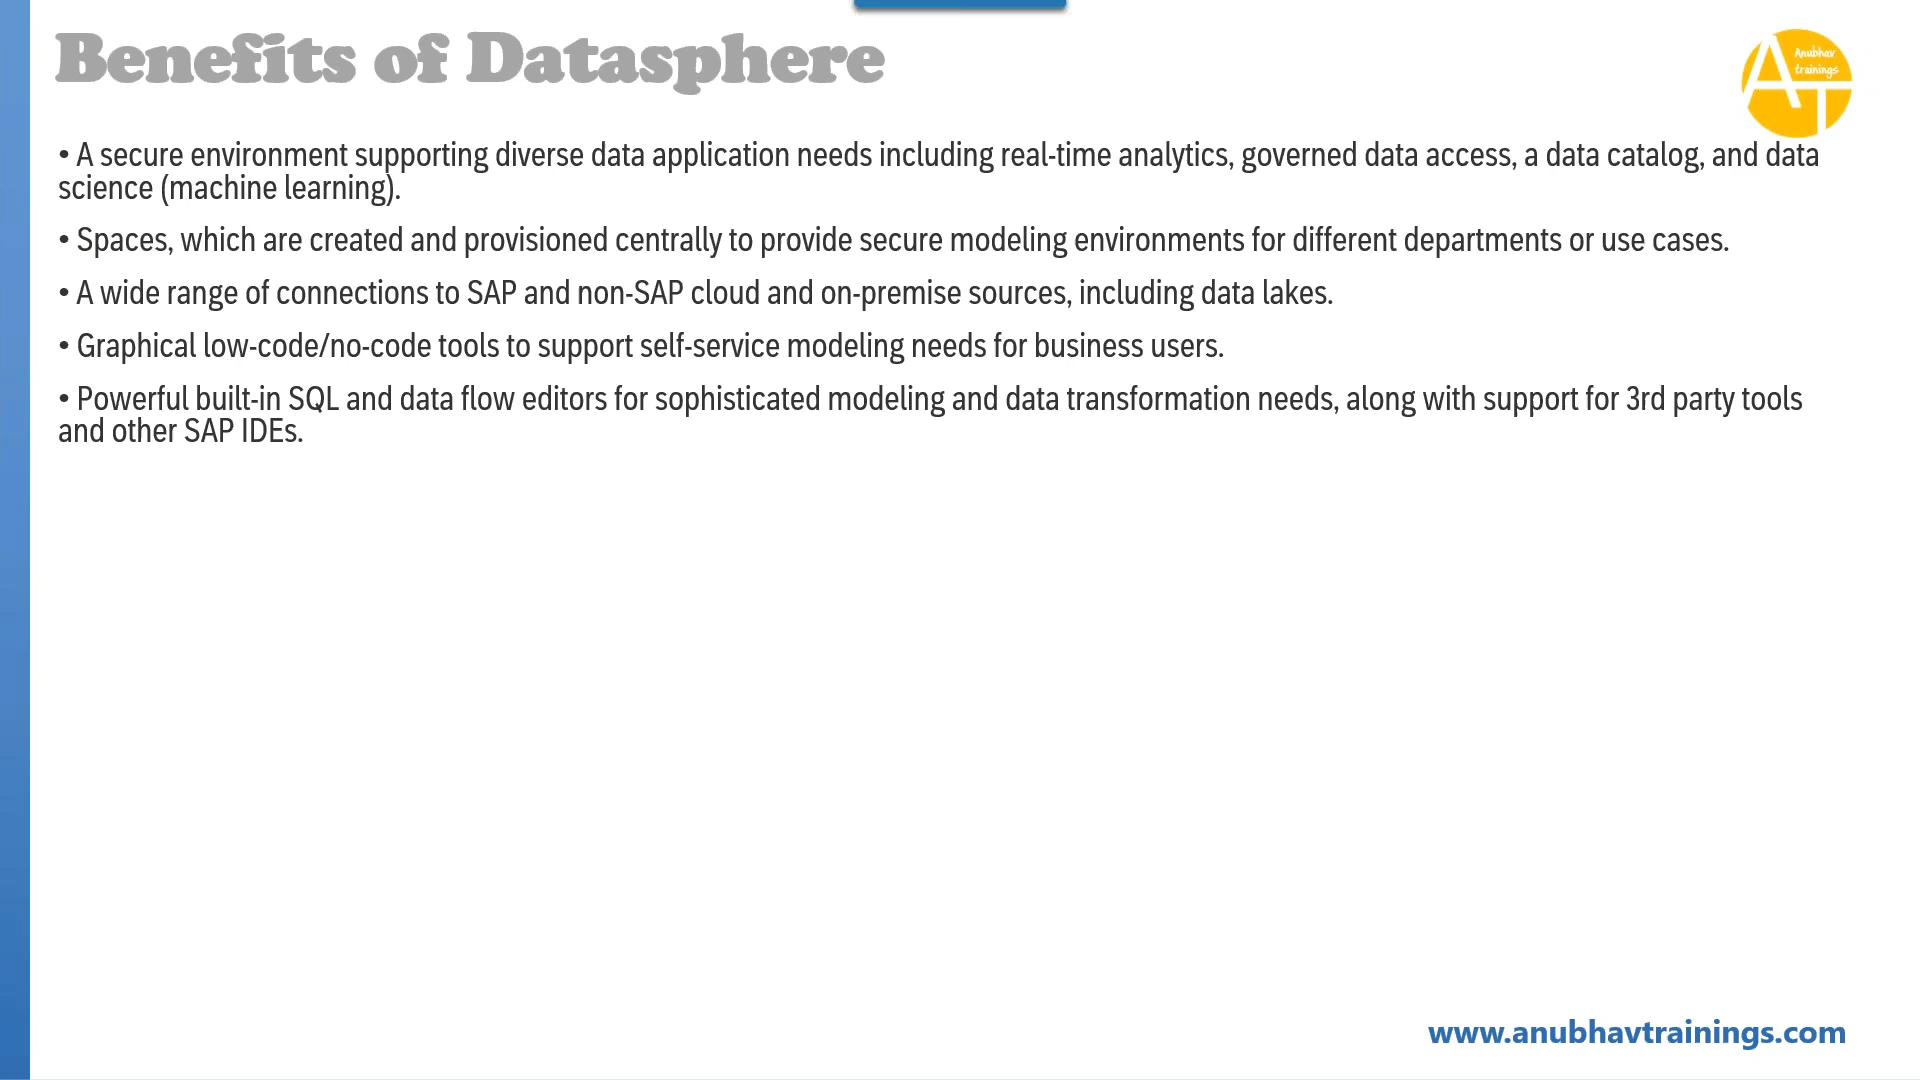 Benefits of Datasphere
Anubhav
trainings
AT
• A secure environment supporting diverse data application needs including real-time analytics, governed data access, a data catalog, and data
science (machine learning).
• Spaces, which are created and provisioned centrally to provide secure modeling environments for different departments or use cases.
• A wide range of connections to SAP and non-SAP cloud and on-premise sources, including data lakes.
• Graphical low-code/no-code tools to support self-service modeling needs for business users.
• Powerful built-in SQL and data flow editors for sophisticated modeling and data transformation needs, along with support for 3rd party tools
and other SAP IDEs.
www.anubhavtrainings.com